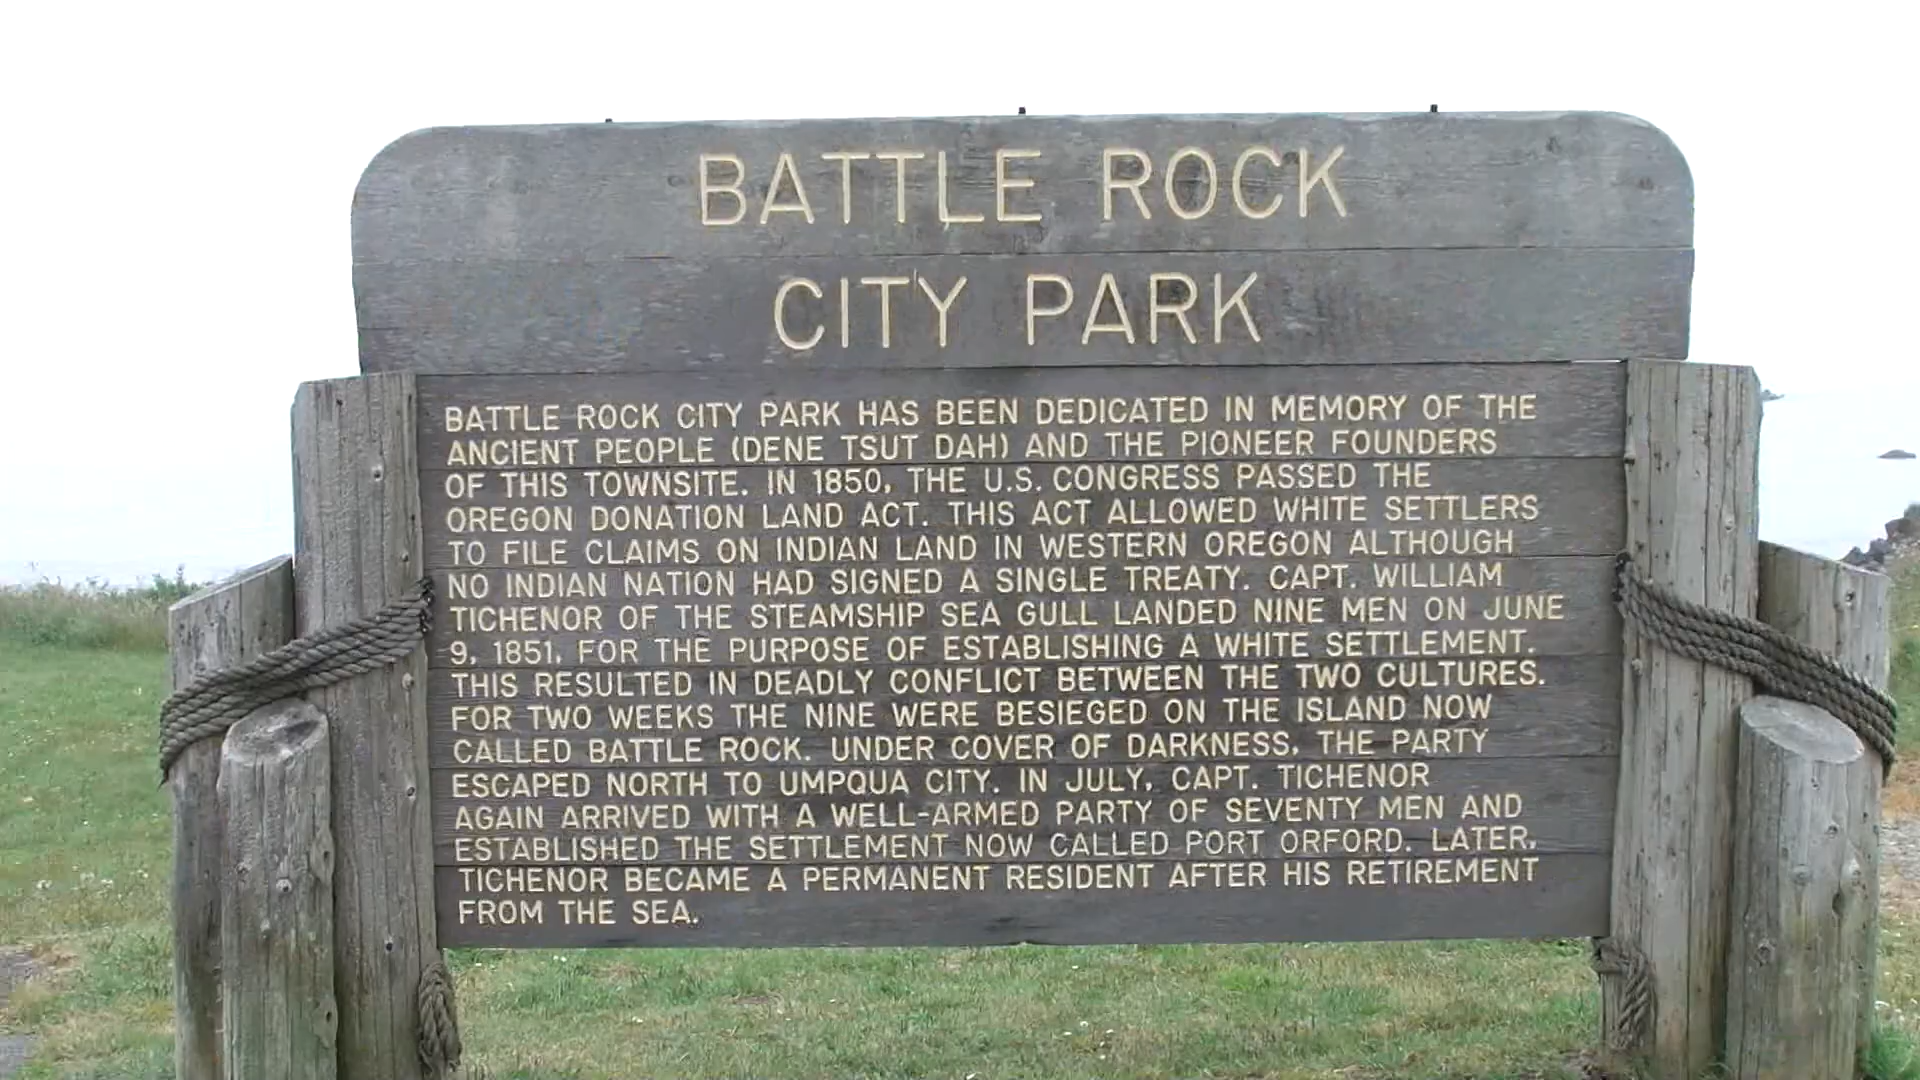 BATTLE ROCK
CITY PARK
BATTLE ROCK CITY PARK HAS BEEN DEDICATED IN MEMORY OF THE
ANCIENT PEOPLE (DENE TSUT DAH) AND THE PIONEER FOUNDERS
OF THIS TOWNSITE. IN 1850, THE U.S. CONGRESS PASSED THE
OREGON DONATION LAND ACT. THIS ACT ALLOWED WHITE SETTLERS
TO FILE CLAIMS ON INDIAN LAND IN WESTERN OREGON ALTHOUGH
NO INDIAN NATION HAD SIGNED A SINGLE TREATY. CAPT. WILLIAM
TICHENOR OF THE STEAMSHIP SEA GULL LANDED NINE MEN ON JUNE
9, 1851, FOR THE PURPOSE OF ESTABLISHING A WHITE SETTLEMENT.
THIS RESULTED IN DEADLY CONFLICT BETWEEN THE TWO CULTURES.
FOR TWO WEEKS THE NINE WERE BESIEGED ON THE ISLAND NOW
CALLED BATTLE ROCK. UNDER COVER OF DARKNESS, THE PARTY
ESCAPED NORTH TO UMPQUA CITY. IN JULY, CAPT. TICHENOR
AGAIN ARRIVED WITH A WELL-ARMED PARTY OF SEVENTY MEN AND
ESTABLISHED THE SETTLEMENT NOW CALLED PORT ORFORD. LATER,
TICHENOR BECAME A PERMANENT RESIDENT AFTER HIS RETIREMENT
FROM THE SEA.